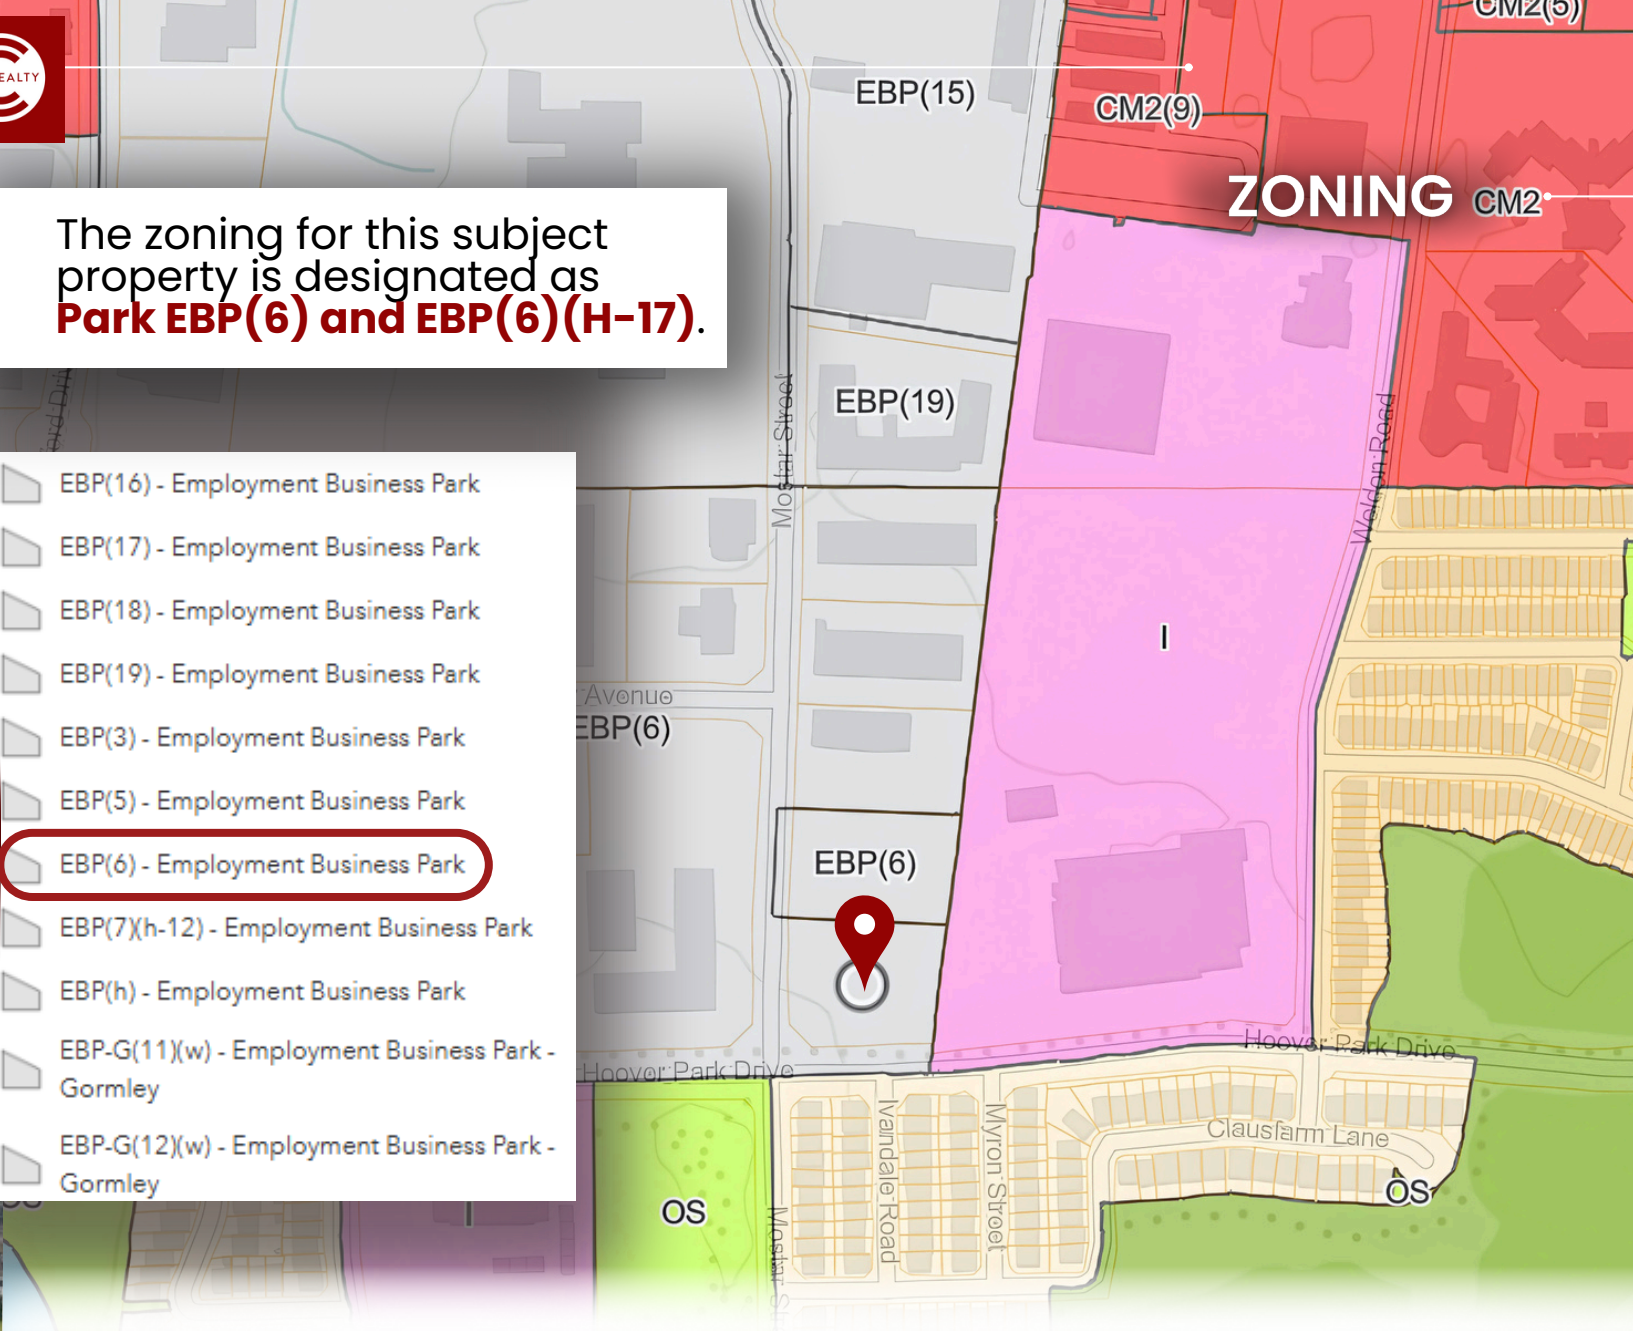 EALTY
EBP(15)
CM2(5)
CM2(9)
ZONING
CM2
The zoning for this subject
property is designated as
Park EBP(6) and EBP(6)(H-17).
EBP(19)
Mostar Street
Weldon Road
EBP(16) - Employment Business Park
EBP(17) - Employment Business Park
EBP(18) - Employment Business Park
EBP(19) - Employment Business Park
EBP(3) - Employment Business Park
EBP(5) - Employment Business Park
EBP(6) - Employment Business Park
EBP(7)(h-12) - Employment Business Park
EBP(h) - Employment Business Park
EBP-G(11)(w) - Employment Business Park -
Gormley
EBP-G(12)(w) - Employment Business Park -
Gormley
I
Avenue
EBP(6)
EBP(6)
Hoover Park Drive
Hoover Park Drive
Ivandale Road
Myron Street
Clausfarm Lane
OS
OS
I
Mostar S